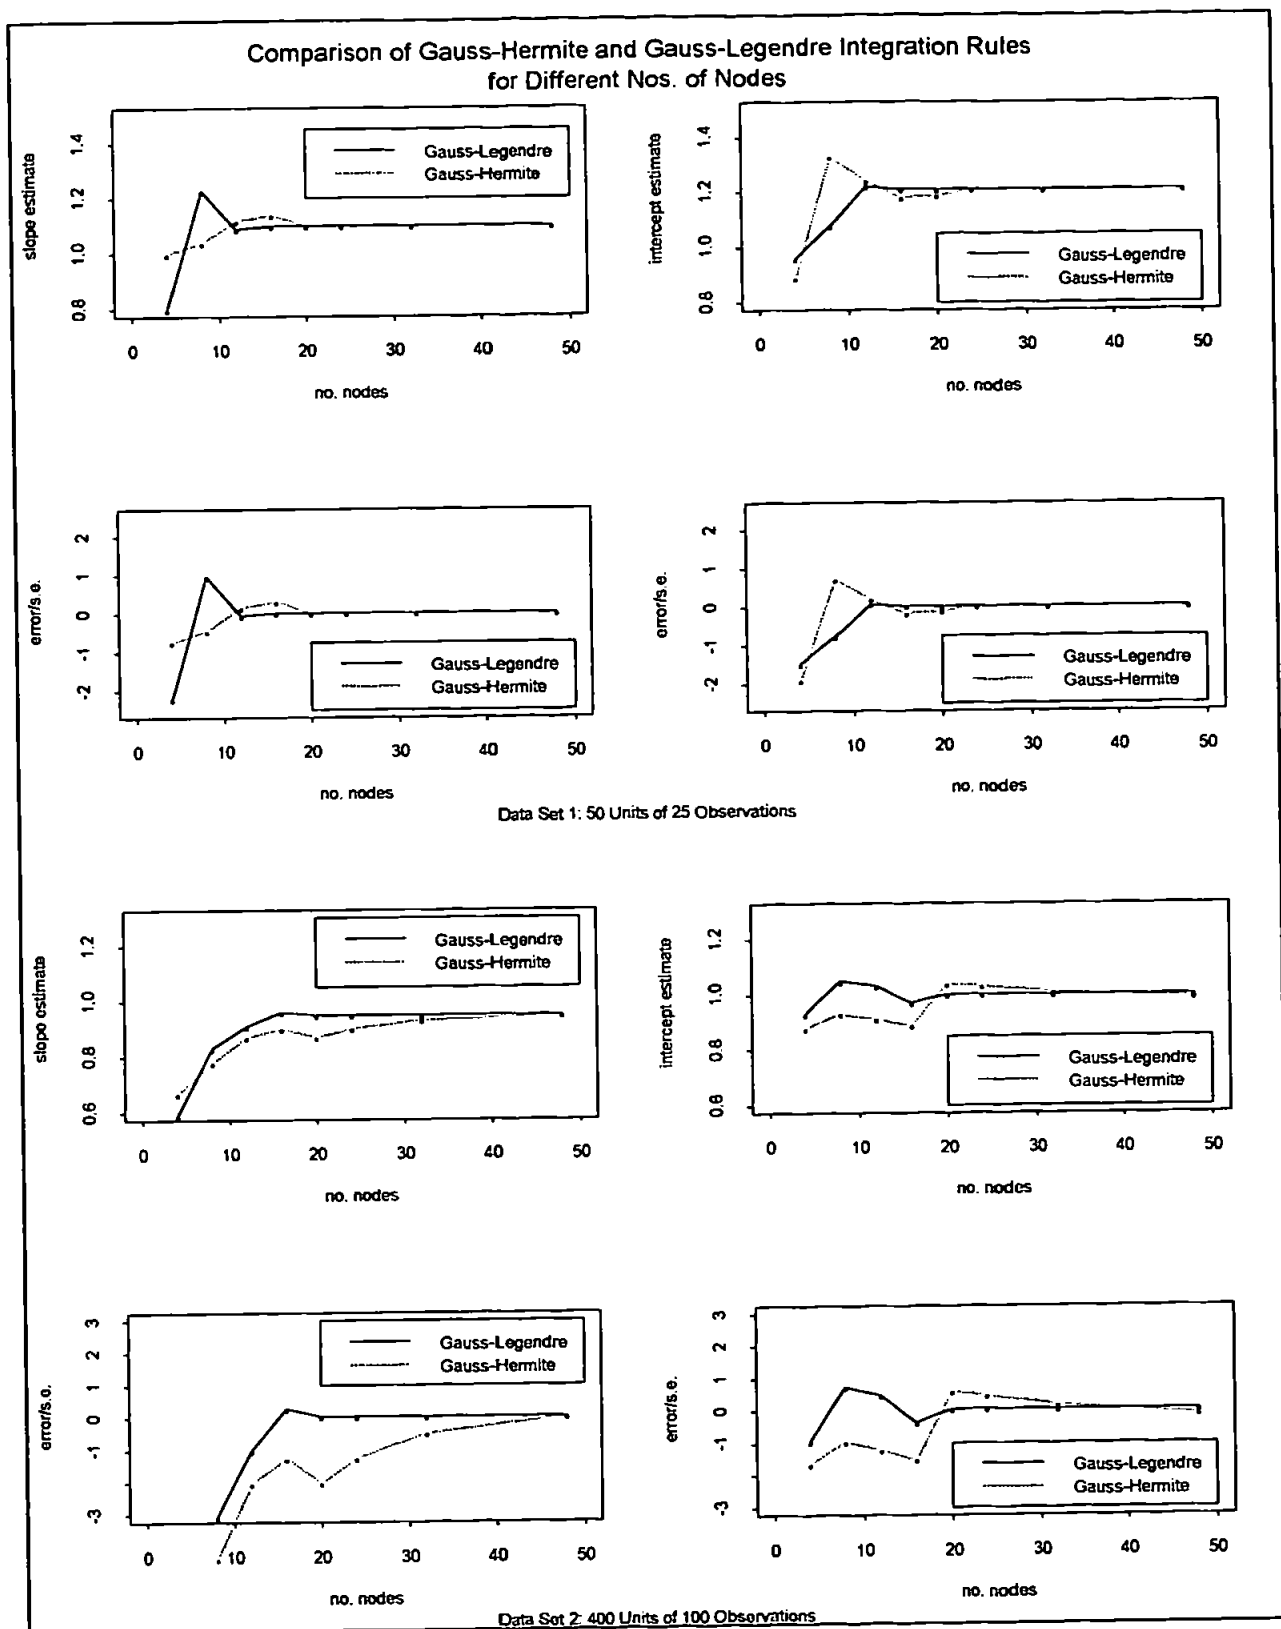 Comparison of Gauss-Hermite and Gauss-Legendre Integration Rules
for Different Nos. of Nodes
slope estimate
0.8 1.0 1.2 1.4
Gauss-Legendre
Gauss-Hermite
0 10 20 30 40 50
no. nodes
intercept estimate
0.8 1.0 1.2 1.4
Gauss-Legendre
Gauss-Hermite
0 10 20 30 40 50
no. nodes
error/s.e.
-2 -1 0 1 2
Gauss-Legendre
Gauss-Hermite
0 10 20 30 40 50
no. nodes
error/s.e.
-2 -1 0 1 2
Gauss-Legendre
Gauss-Hermite
0 10 20 30 40 50
no. nodes
Data Set 1: 50 Units of 25 Observations
slope estimate
0.6 0.8 1.0 1.2
Gauss-Legendre
Gauss-Hermite
0 10 20 30 40 50
no. nodes
intercept estimate
0.6 0.8 1.0 1.2
Gauss-Legendre
Gauss-Hermite
0 10 20 30 40 50
no. nodes
error/s.e.
-3 -1 0 1 2 3
Gauss-Legendre
Gauss-Hermite
0 10 20 30 40 50
no. nodes
error/s.e.
-3 -1 0 1 2 3
Gauss-Legendre
Gauss-Hermite
0 10 20 30 40 50
no. nodes
Data Set 2: 400 Units of 100 Observations